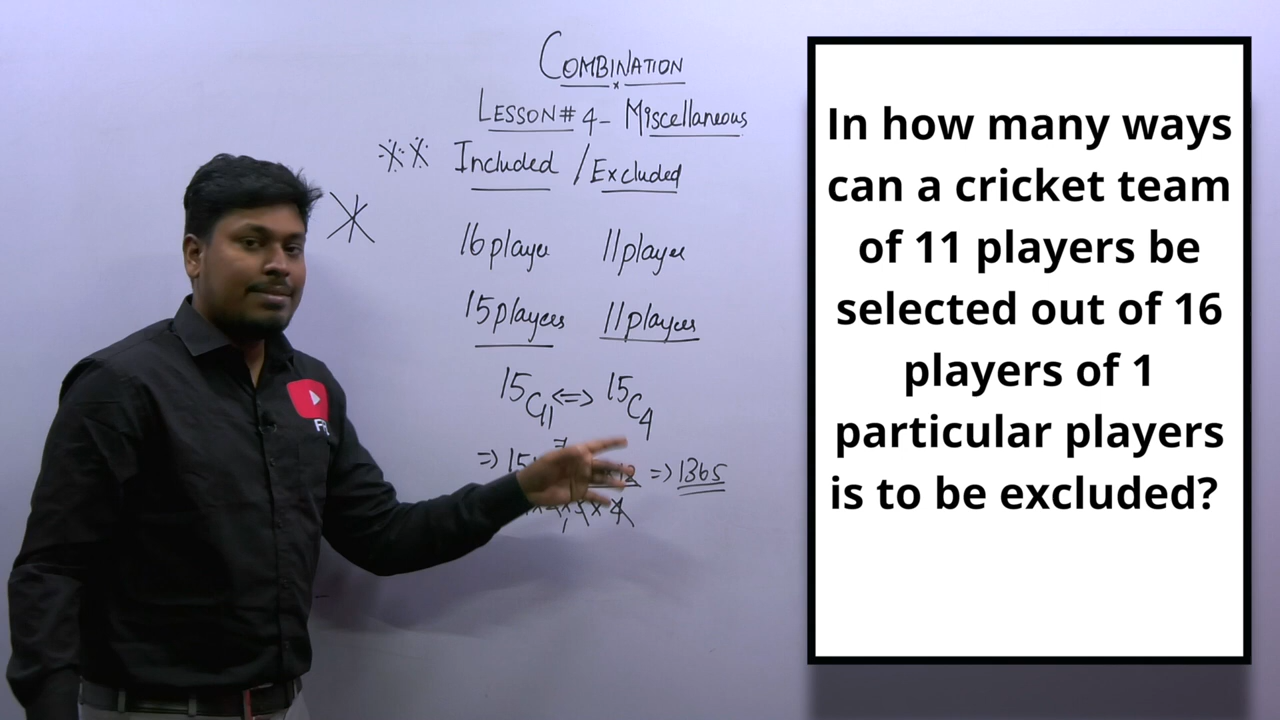 COMBINATION
LESSON# 4- Miscellaneous
Included / Excluded
16 player 11 player
15 players 11 players
15C11 <=> 15C4
=> 15 => 1365
In how many ways
can a cricket team
of 11 players be
selected out of 16
players of 1
particular players
is to be excluded?